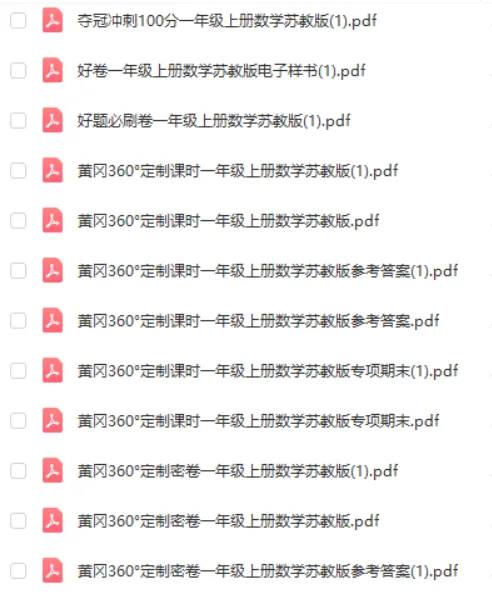 夺冠冲刺100分一年级上册数学苏教版(1).pdf
好卷一年级上册数学苏教版电子样书(1).pdf
好题必刷卷一年级上册数学苏教版(1).pdf
黄冈360°定制课时一年级上册数学苏教版(1).pdf
黄冈360°定制课时一年级上册数学苏教版.pdf
黄冈360°定制课时一年级上册数学苏教版参考答案(1).pdf
黄冈360°定制课时一年级上册数学苏教版参考答案.pdf
黄冈360°定制课时一年级上册数学苏教版专项期末(1).pdf
黄冈360°定制课时一年级上册数学苏教版专项期末.pdf
黄冈360°定制密卷一年级上册数学苏教版(1).pdf
黄冈360°定制密卷一年级上册数学苏教版.pdf
黄冈360°定制密卷一年级上册数学苏教版参考答案(1).pdf